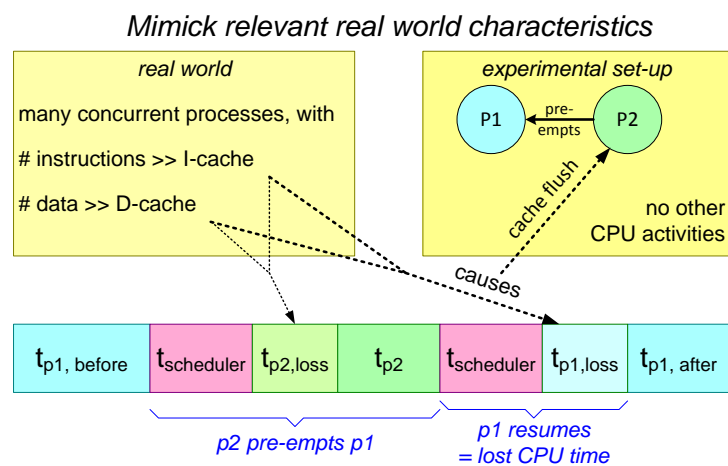 Mimick relevant real world characteristics
real world
many concurrent processes, with
# instructions >> I-cache
# data >> D-cache
experimental set-up
P1
pre-
empts
P2
cache flush
no other
CPU activities
causes
tp1, before
tscheduler
tp2,loss
tp2
tscheduler
tp1,loss
tp1, after
p2 pre-empts p1
p1 resumes
= lost CPU time